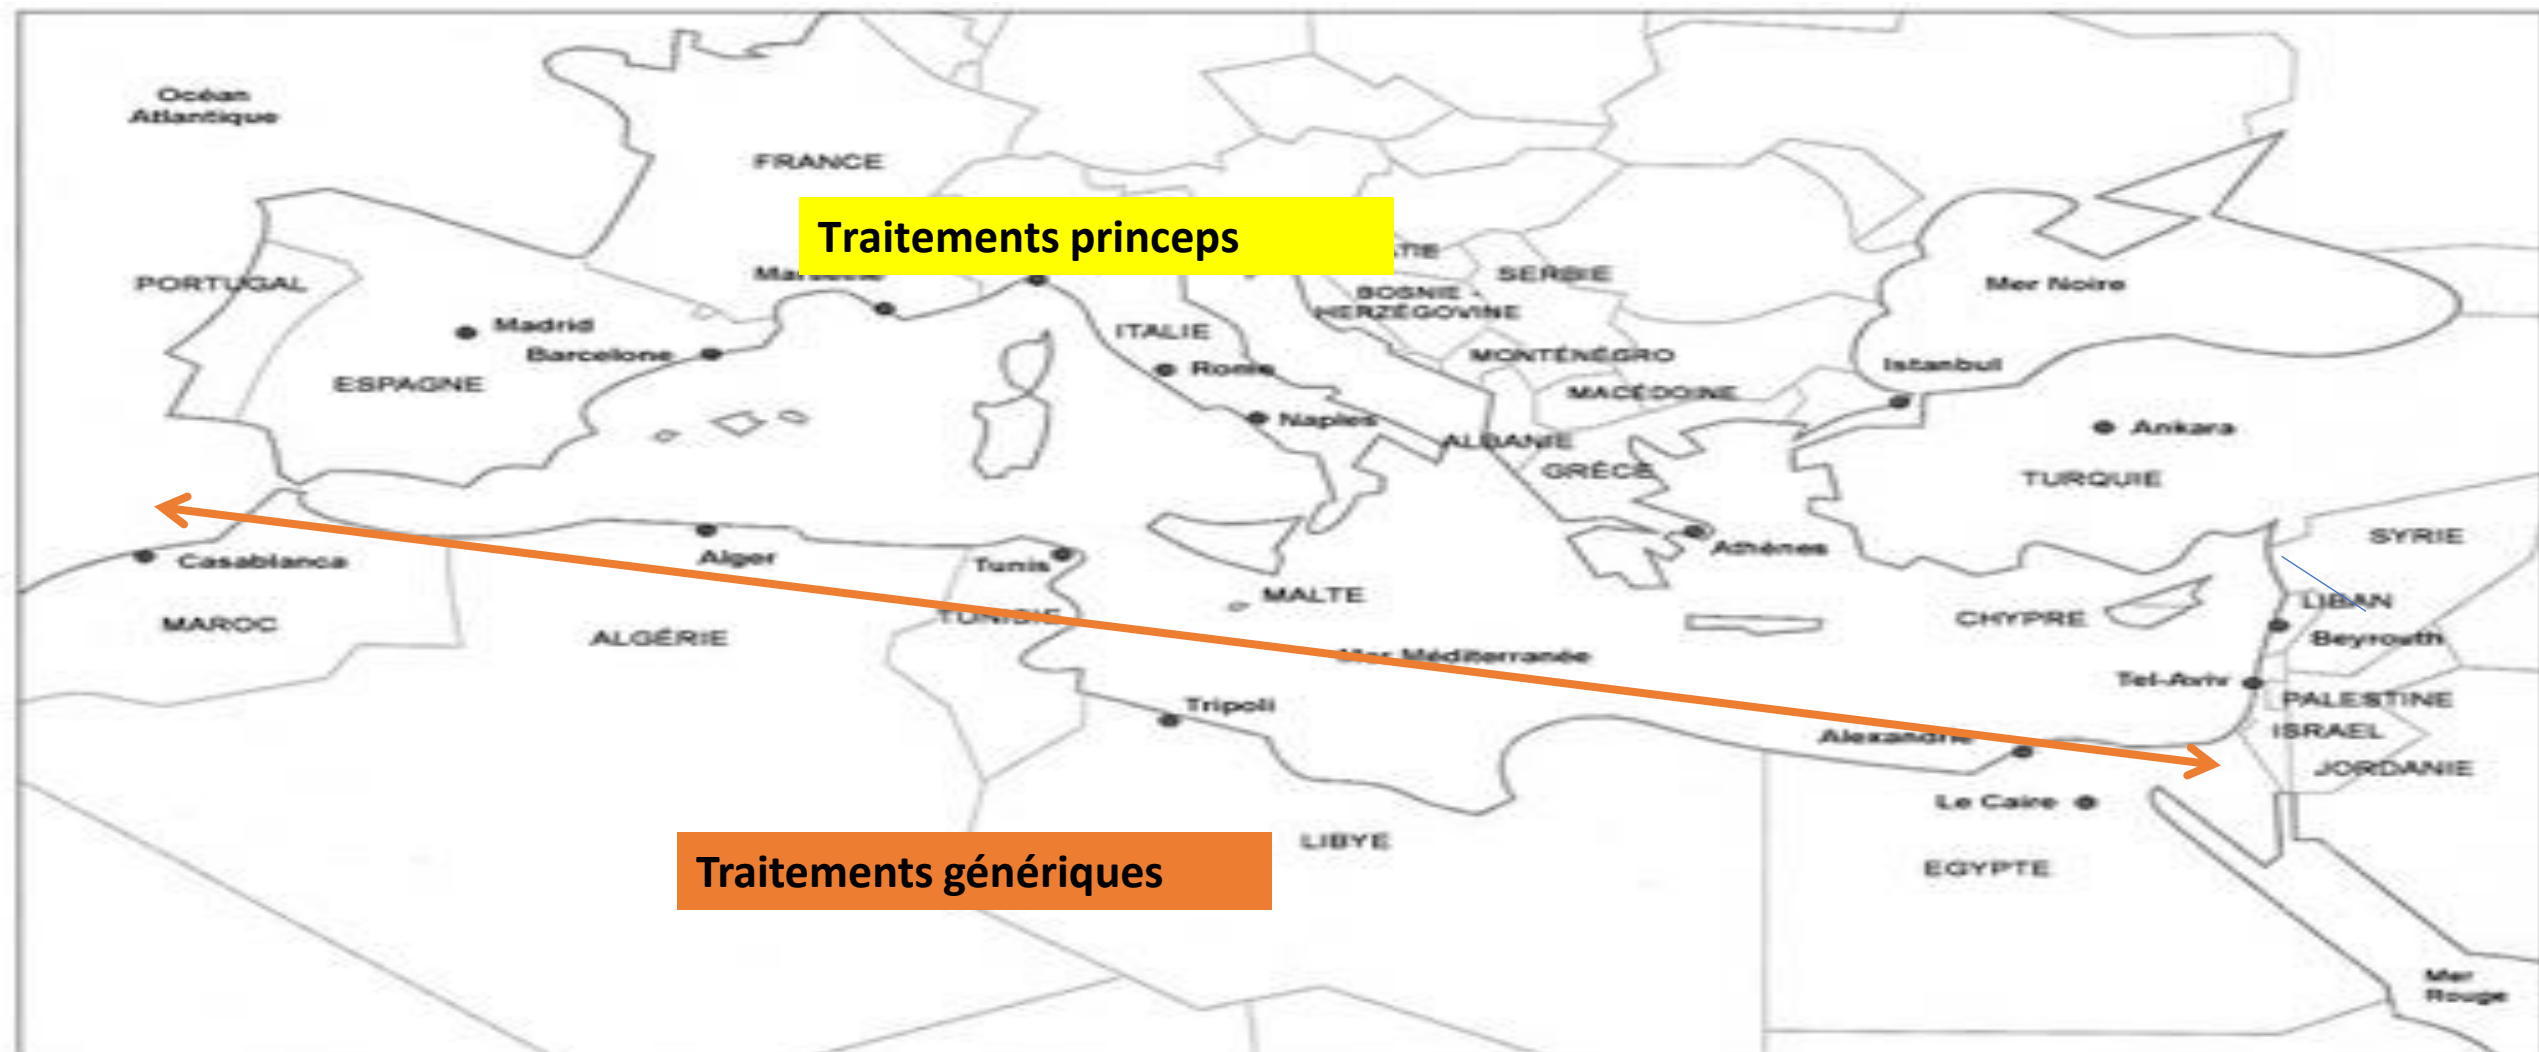 Océan
Atlantique
FRANCE
Traitements princeps
SERBIE
PORTUGAL
Mer Noire
BOSNIE -
HERZÉGOVINE
Madrid
ITALIE
Barcelone
MONTÉNÉGRO
Istanbul
Rome
ESPAGNE
MACÉDOINE
Naples
Ankara
ALBANIE
GRÈCE
TURQUIE
SYRIE
Athènes
Casablanca
Alger
Tunis
MALTE
LIBAN
MAROC
TUNISIE
CHYPRE
ALGÉRIE
Beyrouth
Mer Méditerranée
Tel-Aviv
PALESTINE
Tripoli
ISRAEL
Alexandrie
JORDANIE
Le Caire
LIBYE
Traitements génériques
EGYPTE
Mer
Rouge